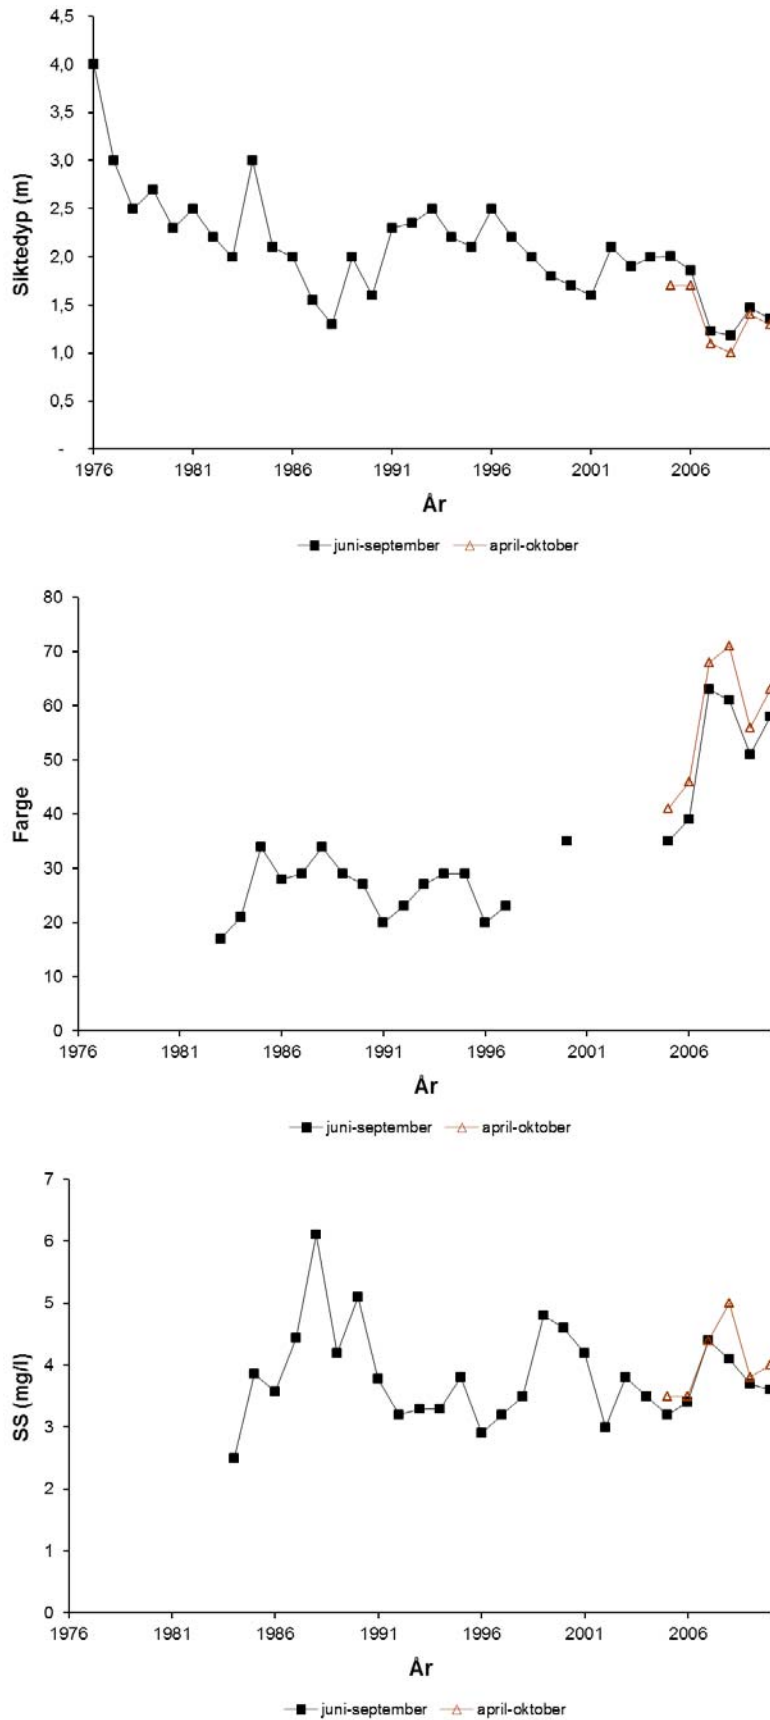 4,5
4,0
3,5
3,0
2,5
2,0
1,5
1,0
0,5
-
Siktedyp (m)
1976 1981 1986 1991 1996 2001 2006
År
juni-september april-oktober
80
70
60
50
40
30
20
10
0
Farge
1976 1981 1986 1991 1996 2001 2006
År
juni-september april-oktober
7
6
5
4
3
2
1
0
SS (mg/l)
1976 1981 1986 1991 1996 2001 2006
År
juni-september april-oktober